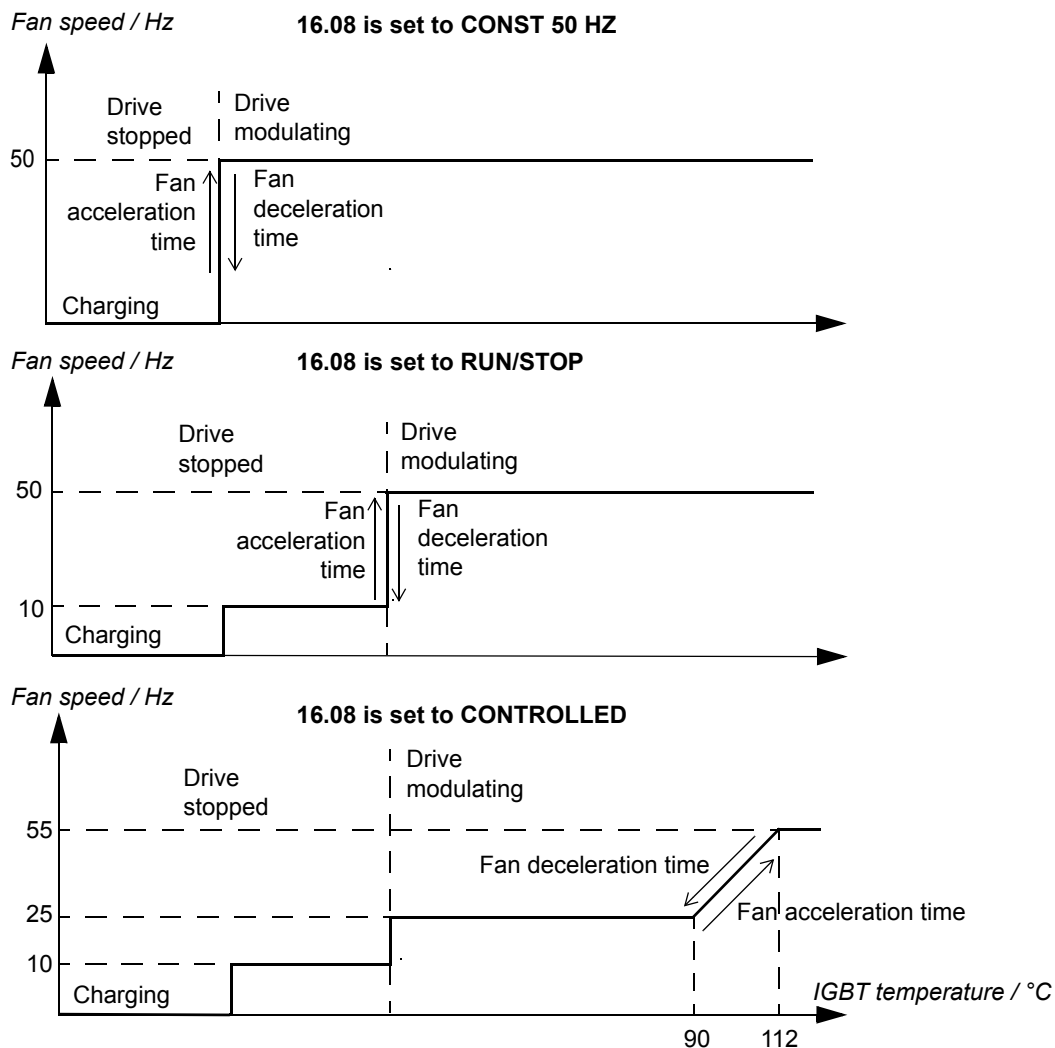 Fan speed / Hz
16.08 is set to CONST 50 HZ
Drive
stopped
Drive
modulating
50
Fan
acceleration
time
Fan
deceleration
time
Charging
Fan speed / Hz
16.08 is set to RUN/STOP
Drive
stopped
Drive
modulating
50
Fan
acceleration
time
Fan
deceleration
time
10
Charging
Fan speed / Hz
16.08 is set to CONTROLLED
Drive
stopped
Drive
modulating
55
Fan deceleration time
25
Fan acceleration time
10
Charging
IGBT temperature / °C
90
112